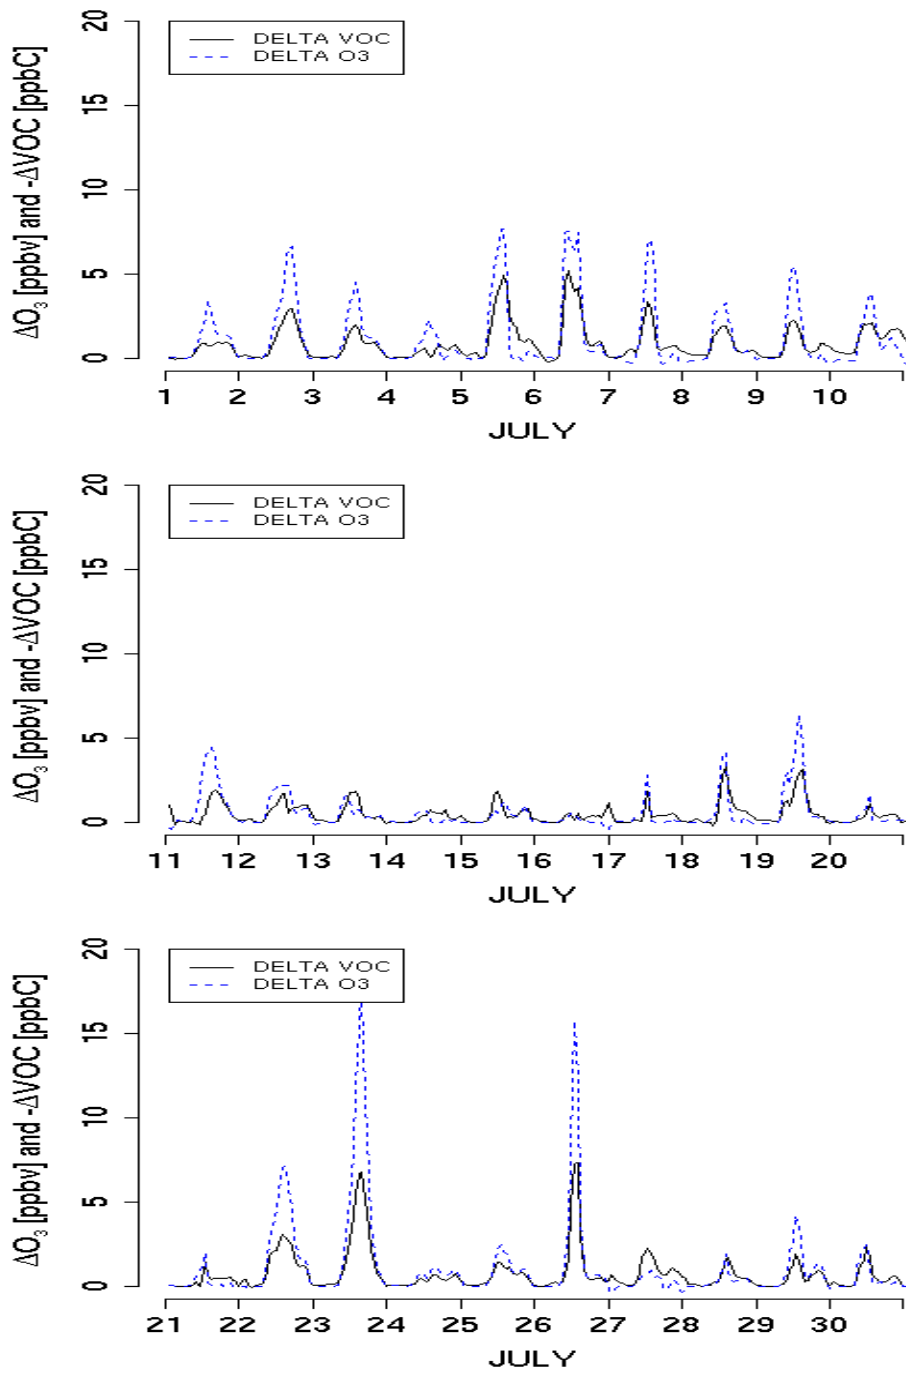 ΔO₃ [ppbv] and -ΔVOC [ppbC]
20
15
10
5
0
DELTA VOC
DELTA O3
1 2 3 4 5 6 7 8 9 10
JULY
ΔO₃ [ppbv] and -ΔVOC [ppbC]
20
15
10
5
0
DELTA VOC
DELTA O3
11 12 13 14 15 16 17 18 19 20
JULY
ΔO₃ [ppbv] and -ΔVOC [ppbC]
20
15
10
5
0
DELTA VOC
DELTA O3
21 22 23 24 25 26 27 28 29 30
JULY